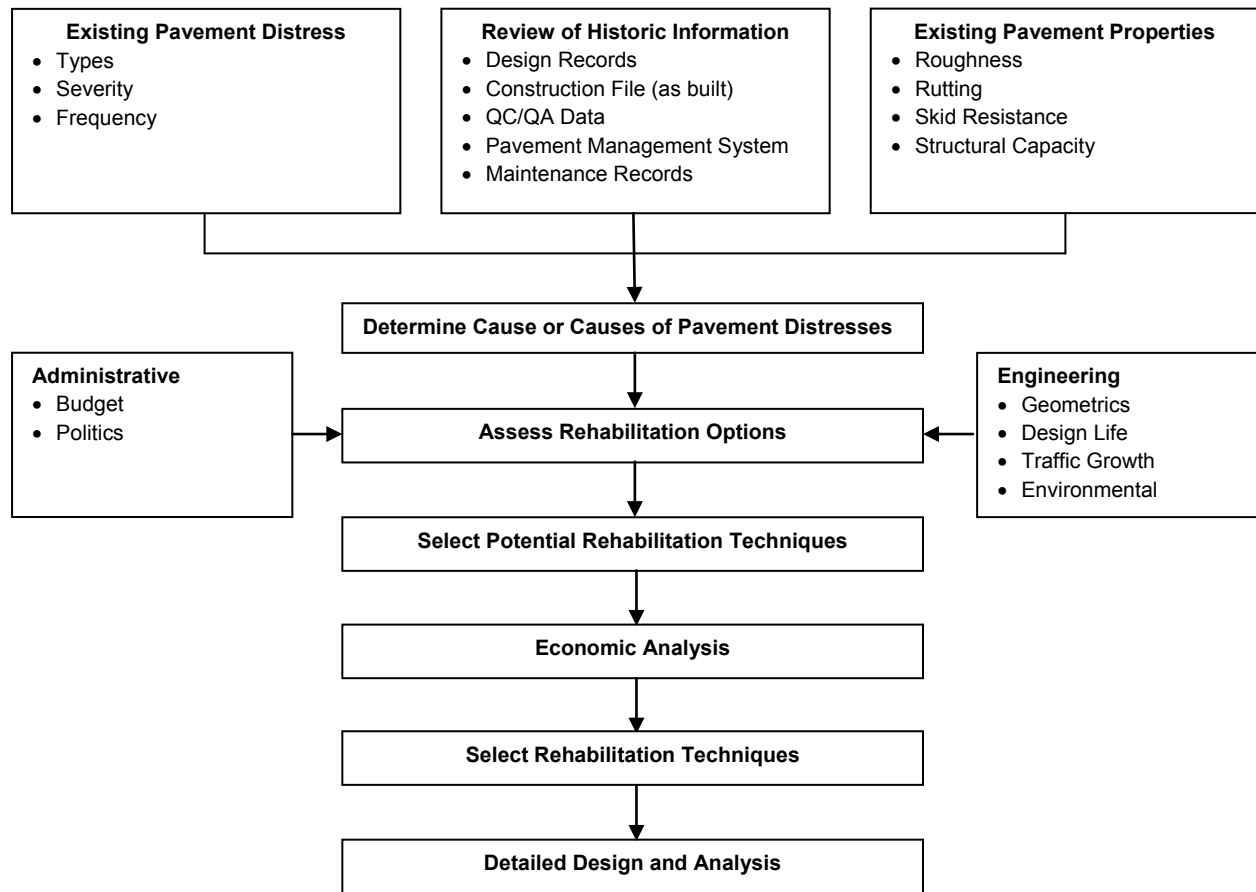 Existing Pavement Distress
• Types
• Severity
• Frequency
Review of Historic Information
• Design Records
• Construction File (as built)
• QC/QA Data
• Pavement Management System
• Maintenance Records
Existing Pavement Properties
• Roughness
• Rutting
• Skid Resistance
• Structural Capacity
Determine Cause or Causes of Pavement Distresses
Administrative
• Budget
• Politics
Assess Rehabilitation Options
Engineering
• Geometrics
• Design Life
• Traffic Growth
• Environmental
Select Potential Rehabilitation Techniques
Economic Analysis
Select Rehabilitation Techniques
Detailed Design and Analysis